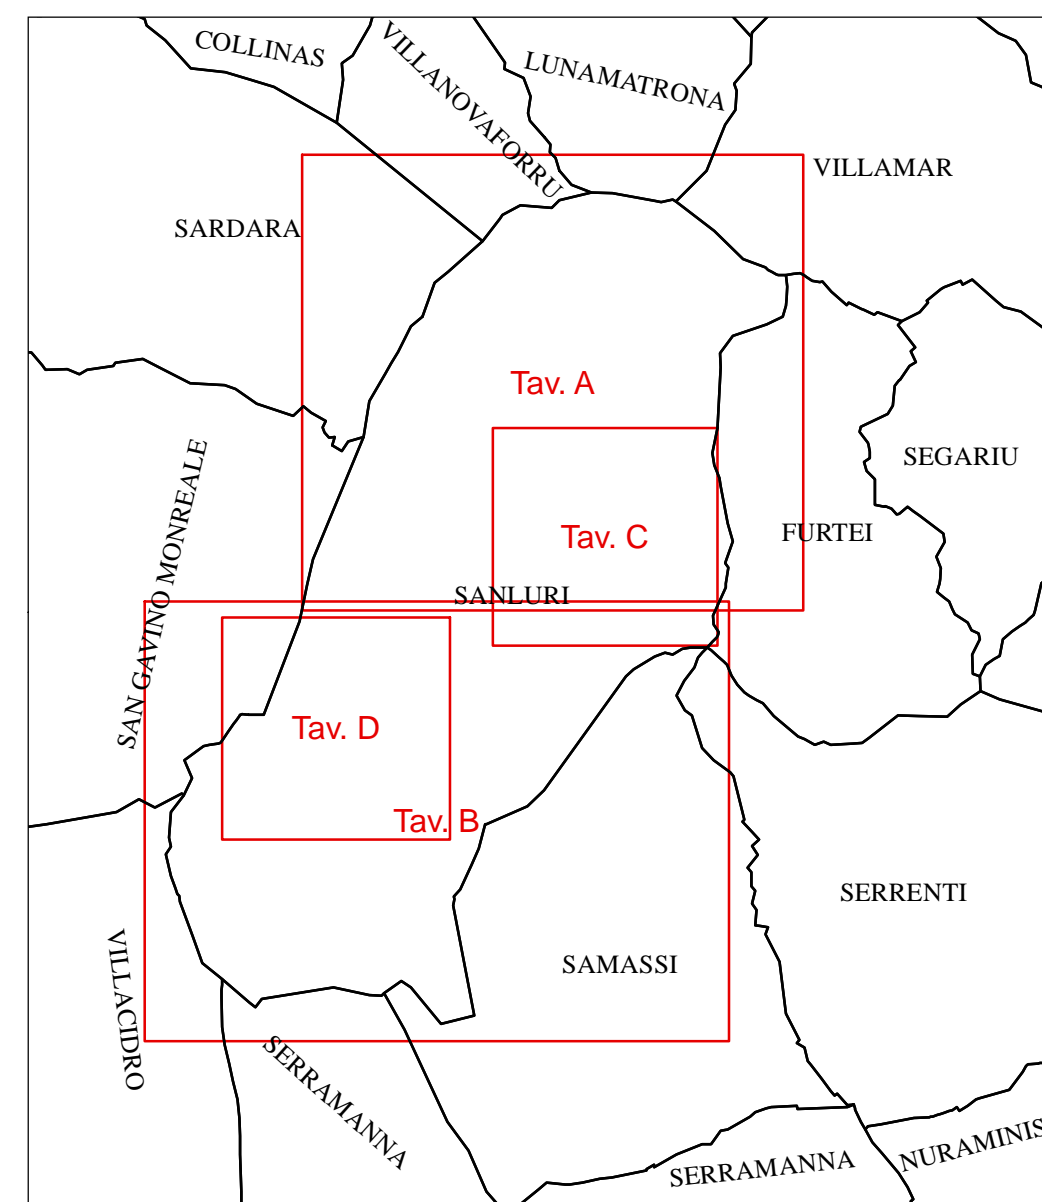 COLLINAS
VILLANOVAFORRU
LUNAMATRONA
VILLAMAR
SARDARA
Tav. A
SEGARIU
SAN GAVINO MONREALE
Tav. C
FURTEI
SANLURI
Tav. D
Tav. B
SERRENTI
VILLACIDRO
SAMASSI
SERRAMANNA
SERRAMANNA
NURAMINIS